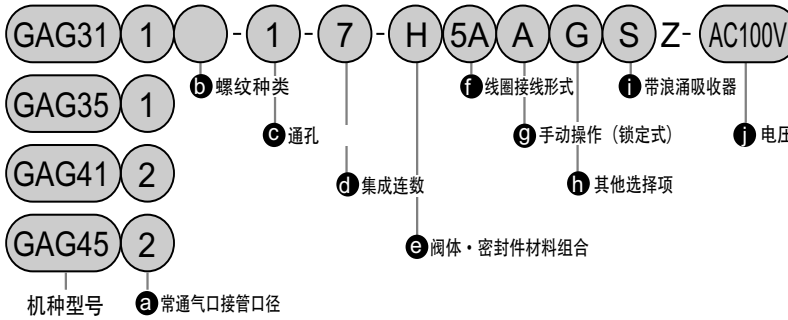 GAG31 1 - 1 - 7 - H 5A A G S Z- AC100V
b 螺纹种类 f 线圈接线形式 i 带浪涌吸收器
GAG35 1 c 通孔 g 手动操作（锁定式） j 电压
GAG41 2 d 集成连数 h 其他选择项
GAG45 2 e 阀体・密封件材料组合
机种型号 a 常通气口接管口径